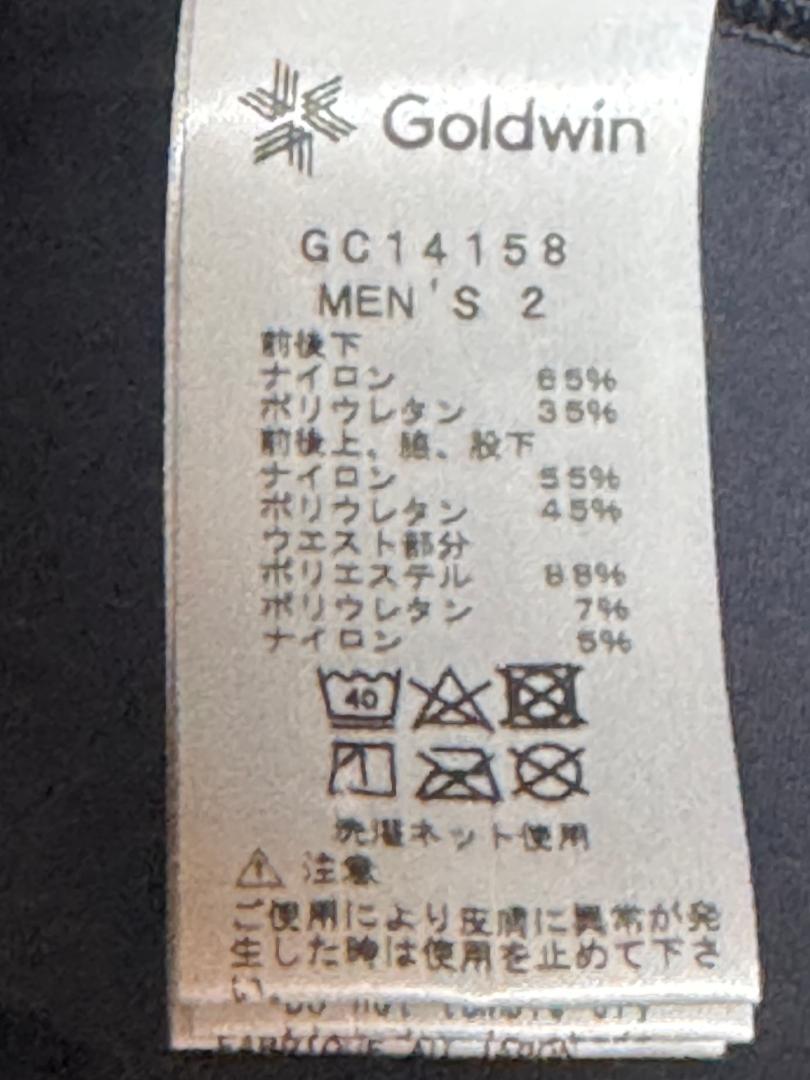 Goldwin
GC14158
MEN'S 2
前後下
ナイロン 65%
ポリウレタン 35%
前後上、脇、股下
ナイロン 55%
ポリウレタン 45%
ウエスト部分
ポリエステル 88%
ポリウレタン 7%
ナイロン 5%
40
洗濯ネット使用
注意
ご使用により皮膚に異常が発
生した時は使用を止めて下さ
い。